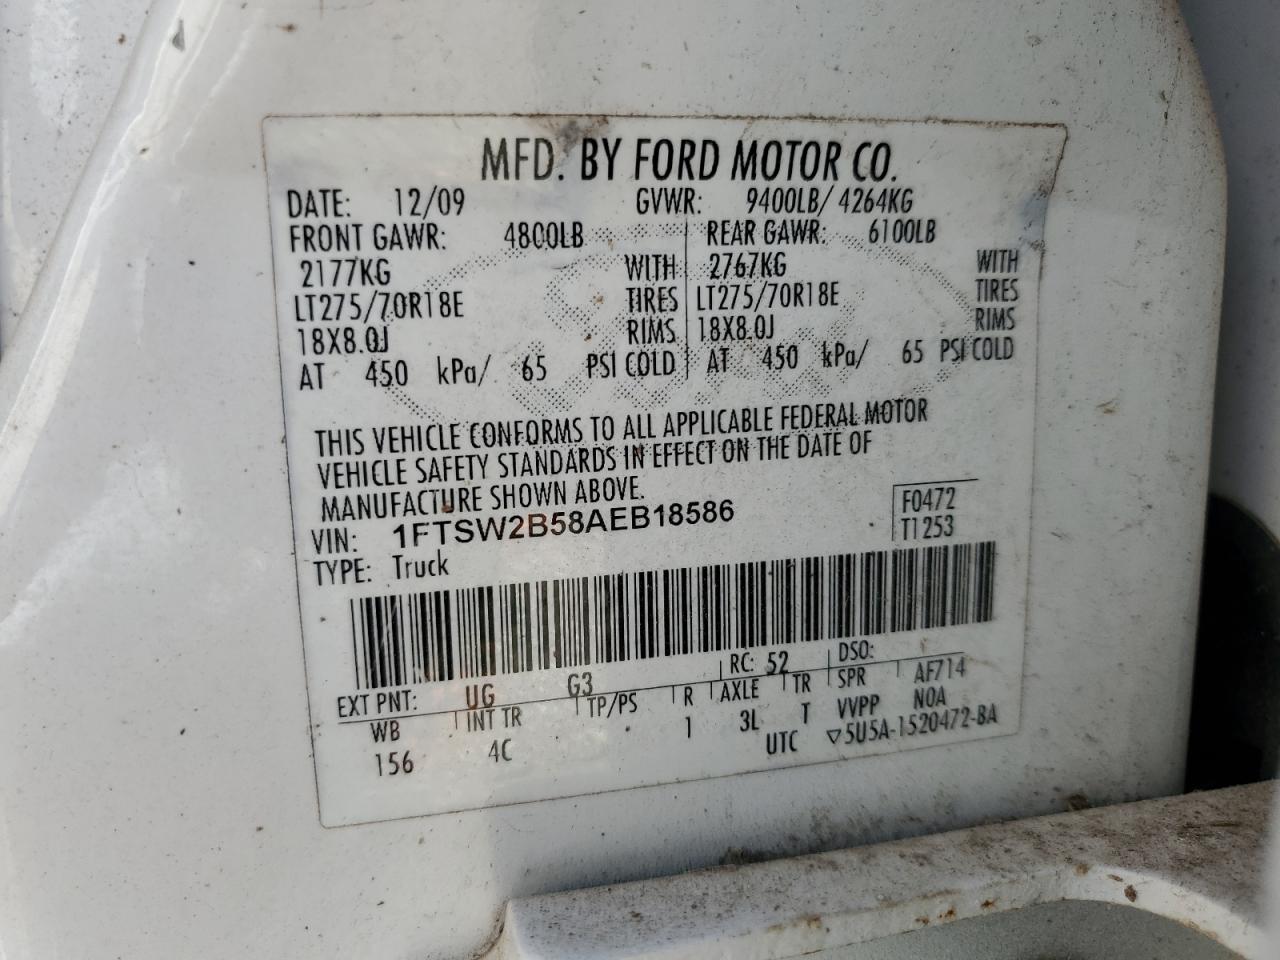 MFD. BY FORD MOTOR CO.
DATE: 12/09 GVWR: 9400LB/ 4264KG
FRONT GAWR: 4800LB REAR GAWR: 6100LB
2177KG WITH 2767KG WITH
LT275/70R18E TIRES LT275/70R18E TIRES
18X8.0J RIMS 18X8.0J RIMS
AT 450 kPa/ 65 PSI COLD AT 450 kPa/ 65 PSI COLD
THIS VEHICLE CONFORMS TO ALL APPLICABLE FEDERAL MOTOR
VEHICLE SAFETY STANDARDS IN EFFECT ON THE DATE OF
MANUFACTURE SHOWN ABOVE.
VIN: 1FTSW2B58AEB18586 F0472
TYPE: Truck T1253
EXT PNT: UG G3 RC: 52 DSO:
WB INT TR TP/PS R AXLE TR SPR AF714
156 4C 1 3L T VVPP NOA
UTC ▽5U5A-1520472-BA